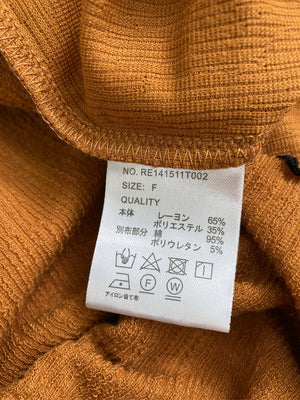 NO. RE141511T002
SIZE: F
QUALITY
本体 レーヨン 65%
ポリエステル 35%
別布部分 綿 95%
ポリウレタン 5%
アイロン当て布 F W